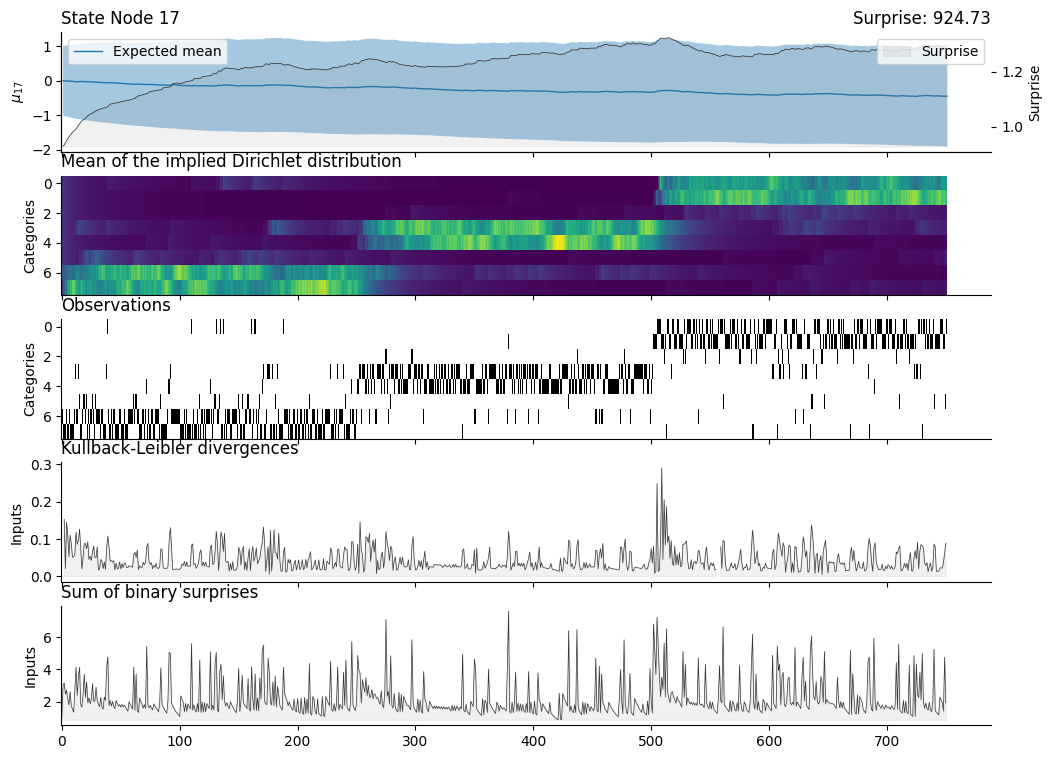 State Node 17
Surprise: 924.73
Expected mean
Surprise
1
0
−1
−2
μ17
1.2
1.0
Surprise
Mean of the implied Dirichlet distribution
0
2
4
6
Categories
Observations
0
2
4
6
Categories
Kullback-Leibler divergences
0.3
0.2
0.1
0.0
Inputs
Sum of binary surprises
6
4
2
Inputs
0
100
200
300
400
500
600
700